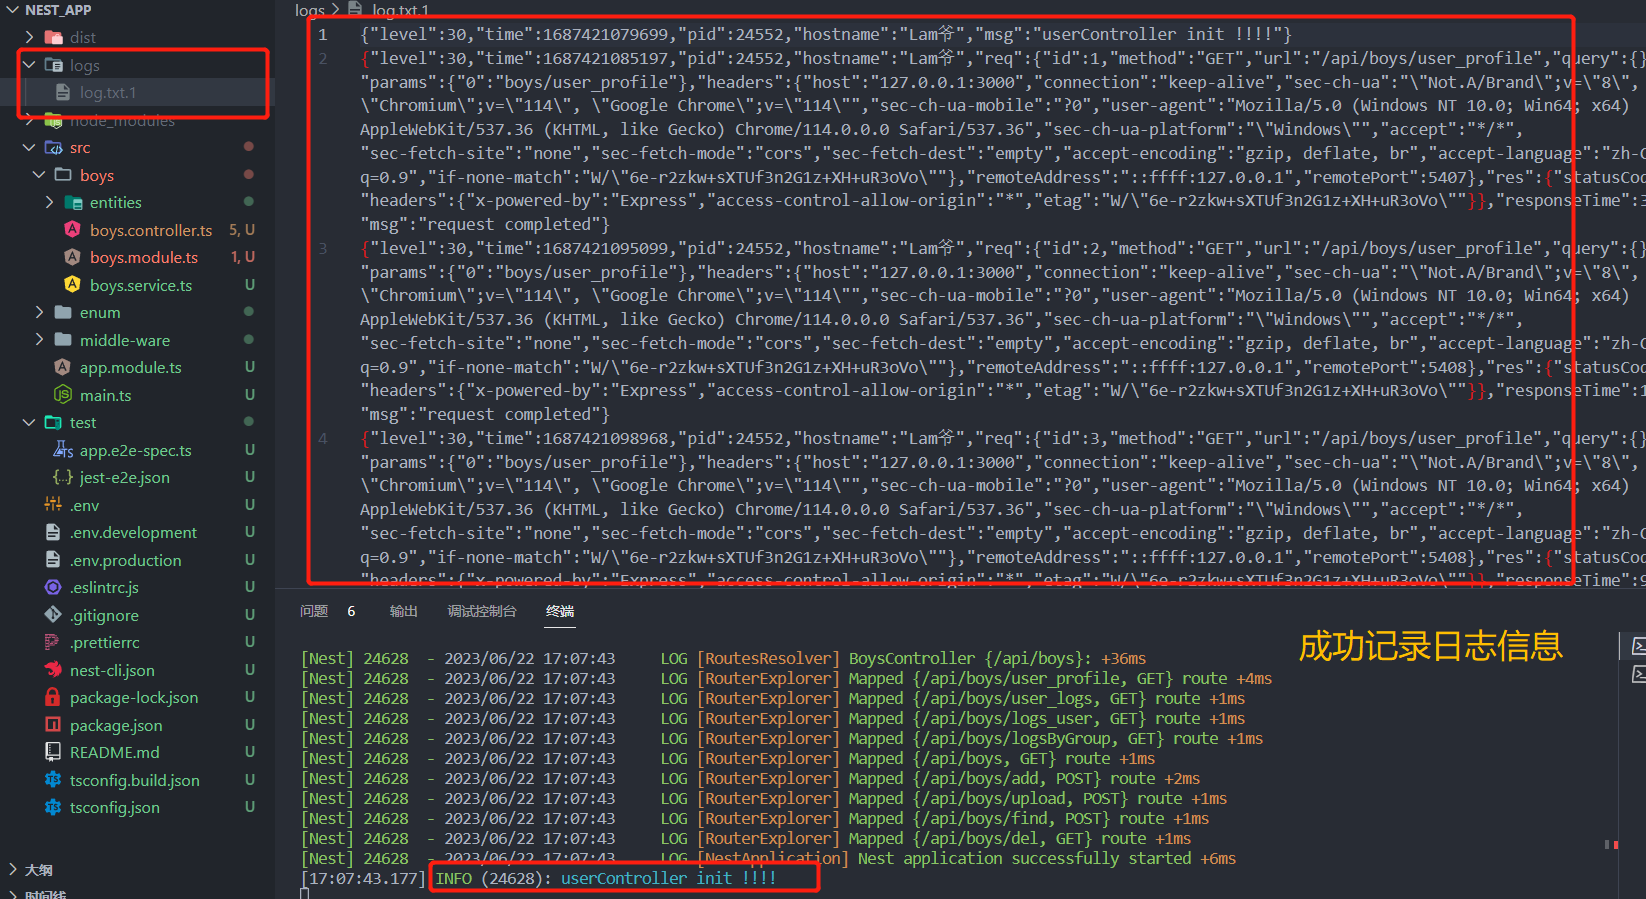 NEST_APP
dist
logs
log.txt.1
node_modules
src
boys
entities
boys.controller.ts 5, U
boys.module.ts 1, U
boys.service.ts U
enum
middle-ware
app.module.ts U
main.ts U
test
app.e2e-spec.ts U
jest-e2e.json U
.env U
.env.development U
.env.production U
.eslintrc.js U
.gitignore U
.prettierrc U
nest-cli.json U
package-lock.json U
package.json U
README.md U
tsconfig.build.json U
tsconfig.json U
大纲
时间线
logs > log.txt.1
1 {"level":30,"time":1687421079699,"pid":24552,"hostname":"Lam爷","msg":"userController init !!!!"}
2 {"level":30,"time":1687421085197,"pid":24552,"hostname":"Lam爷","req":{"id":1,"method":"GET","url":"/api/boys/user_profile","query":{}
"params":{"0":"boys/user_profile"},"headers":{"host":"127.0.0.1:3000","connection":"keep-alive","sec-ch-ua":"\"Not.A/Brand\";v=\"8\",
\"Chromium\";v=\"114\", \"Google Chrome\";v=\"114\"","sec-ch-ua-mobile":"?0","user-agent":"Mozilla/5.0 (Windows NT 10.0; Win64; x64)
AppleWebKit/537.36 (KHTML, like Gecko) Chrome/114.0.0.0 Safari/537.36","sec-ch-ua-platform":"\"Windows\"","accept":"*/*",
"sec-fetch-site":"none","sec-fetch-mode":"cors","sec-fetch-dest":"empty","accept-encoding":"gzip, deflate, br","accept-language":"zh-C
q=0.9","if-none-match":"W/\"6e-r2zkw+sXTUf3n2G1z+XH+uR3oVo\""},"remoteAddress":"::ffff:127.0.0.1","remotePort":5407},"res":{"statusCod
"headers":{"x-powered-by":"Express","access-control-allow-origin":"*","etag":"W/\"6e-r2zkw+sXTUf3n2G1z+XH+uR3oVo\""}},"responseTime":3
"msg":"request completed"}
3 {"level":30,"time":1687421095099,"pid":24552,"hostname":"Lam爷","req":{"id":2,"method":"GET","url":"/api/boys/user_profile","query":{}
"params":{"0":"boys/user_profile"},"headers":{"host":"127.0.0.1:3000","connection":"keep-alive","sec-ch-ua":"\"Not.A/Brand\";v=\"8\",
\"Chromium\";v=\"114\", \"Google Chrome\";v=\"114\"","sec-ch-ua-mobile":"?0","user-agent":"Mozilla/5.0 (Windows NT 10.0; Win64; x64)
AppleWebKit/537.36 (KHTML, like Gecko) Chrome/114.0.0.0 Safari/537.36","sec-ch-ua-platform":"\"Windows\"","accept":"*/*",
"sec-fetch-site":"none","sec-fetch-mode":"cors","sec-fetch-dest":"empty","accept-encoding":"gzip, deflate, br","accept-language":"zh-C
q=0.9","if-none-match":"W/\"6e-r2zkw+sXTUf3n2G1z+XH+uR3oVo\""},"remoteAddress":"::ffff:127.0.0.1","remotePort":5408},"res":{"statusCod
"headers":{"x-powered-by":"Express","access-control-allow-origin":"*","etag":"W/\"6e-r2zkw+sXTUf3n2G1z+XH+uR3oVo\""}},"responseTime":1
"msg":"request completed"}
4 {"level":30,"time":1687421098968,"pid":24552,"hostname":"Lam爷","req":{"id":3,"method":"GET","url":"/api/boys/user_profile","query":{}
"params":{"0":"boys/user_profile"},"headers":{"host":"127.0.0.1:3000","connection":"keep-alive","sec-ch-ua":"\"Not.A/Brand\";v=\"8\",
\"Chromium\";v=\"114\", \"Google Chrome\";v=\"114\"","sec-ch-ua-mobile":"?0","user-agent":"Mozilla/5.0 (Windows NT 10.0; Win64; x64)
AppleWebKit/537.36 (KHTML, like Gecko) Chrome/114.0.0.0 Safari/537.36","sec-ch-ua-platform":"\"Windows\"","accept":"*/*",
"sec-fetch-site":"none","sec-fetch-mode":"cors","sec-fetch-dest":"empty","accept-encoding":"gzip, deflate, br","accept-language":"zh-C
q=0.9","if-none-match":"W/\"6e-r2zkw+sXTUf3n2G1z+XH+uR3oVo\""},"remoteAddress":"::ffff:127.0.0.1","remotePort":5408},"res":{"statusCod
"headers":{"x-powered-by":"Express","access-control-allow-origin":"*","etag":"W/\"6e-r2zkw+sXTUf3n2G1z+XH+uR3oVo\""}},"responseTime":9
问题 6 输出 调试控制台 终端
成功记录日志信息
[Nest] 24628 - 2023/06/22 17:07:43 LOG [RoutesResolver] BoysController {/api/boys}: +36ms
[Nest] 24628 - 2023/06/22 17:07:43 LOG [RouterExplorer] Mapped {/api/boys/user_profile, GET} route +4ms
[Nest] 24628 - 2023/06/22 17:07:43 LOG [RouterExplorer] Mapped {/api/boys/user_logs, GET} route +1ms
[Nest] 24628 - 2023/06/22 17:07:43 LOG [RouterExplorer] Mapped {/api/boys/logs_user, GET} route +1ms
[Nest] 24628 - 2023/06/22 17:07:43 LOG [RouterExplorer] Mapped {/api/boys/logsByGroup, GET} route +1ms
[Nest] 24628 - 2023/06/22 17:07:43 LOG [RouterExplorer] Mapped {/api/boys, GET} route +1ms
[Nest] 24628 - 2023/06/22 17:07:43 LOG [RouterExplorer] Mapped {/api/boys/add, POST} route +2ms
[Nest] 24628 - 2023/06/22 17:07:43 LOG [RouterExplorer] Mapped {/api/boys/upload, POST} route +1ms
[Nest] 24628 - 2023/06/22 17:07:43 LOG [RouterExplorer] Mapped {/api/boys/find, POST} route +1ms
[Nest] 24628 - 2023/06/22 17:07:43 LOG [RouterExplorer] Mapped {/api/boys/del, GET} route +1ms
[Nest] 24628 - 2023/06/22 17:07:43 LOG [NestApplication] Nest application successfully started +6ms
[17:07:43.177] INFO (24628): userController init !!!!